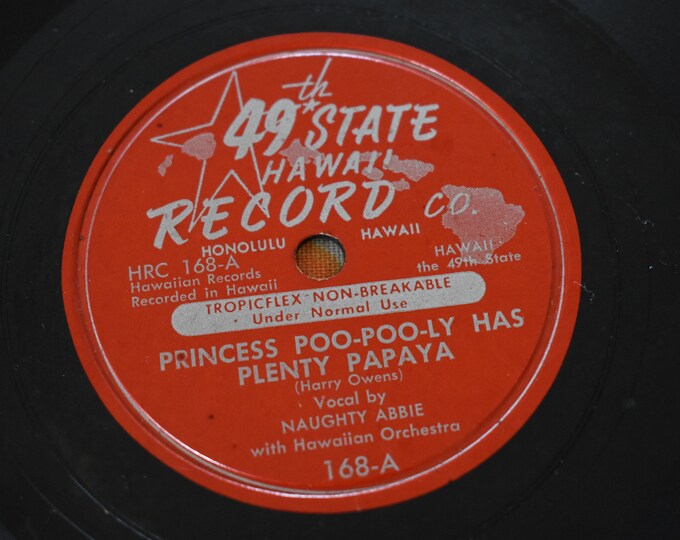 49th STATE
HAWAII
RECORD CO.
HONOLULU HAWAII
HRC 168-A
Hawaiian Records
Recorded in Hawaii
HAWAII
the 49th State
TROPICFLEX - NON-BREAKABLE
Under Normal Use
PRINCESS POO-POO-LY HAS
PLENTY PAPAYA
(Harry Owens)
Vocal by
NAUGHTY ABBIE
with Hawaiian Orchestra
168-A